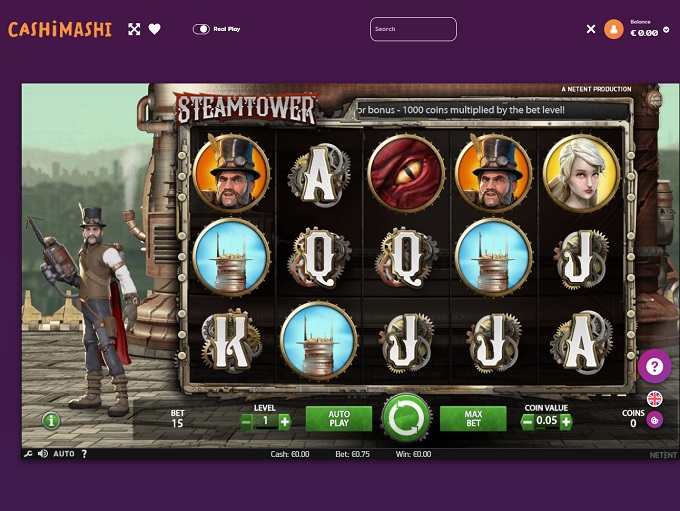 CASHiMASHI
Real Play
Search
Balance
€ 0.00
A NETENT PRODUCTION
STEAMTOWER
or bonus - 1000 coins multiplied by the bet level!
A
Q Q J
K J J A
BET
15
LEVEL
1
AUTO
PLAY
MAX
BET
COIN VALUE
0.05
COINS
0
AUTO ?
Cash: €0.00 Bet: €0.75 Win: €0.00
NETENT
?
i